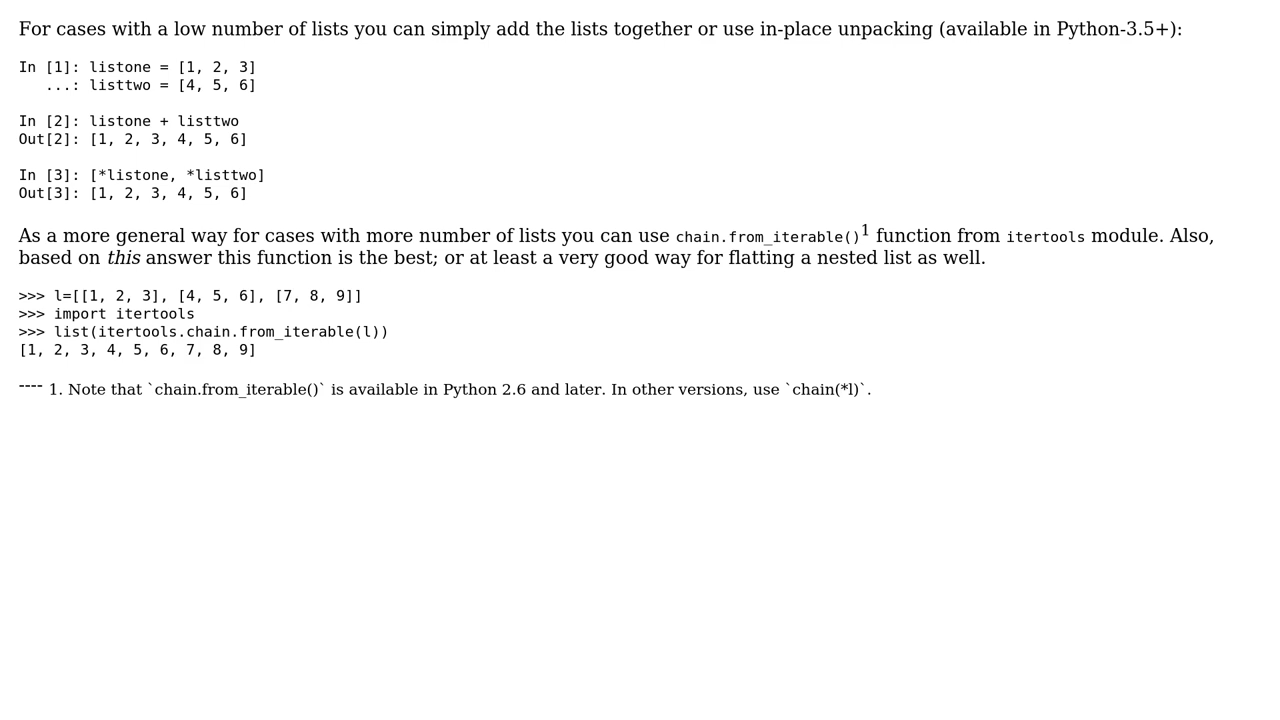 For cases with a low number of lists you can simply add the lists together or use in-place unpacking (available in Python-3.5+):
In [1]: listone = [1, 2, 3]
   ...: listtwo = [4, 5, 6]
In [2]: listone + listtwo
Out[2]: [1, 2, 3, 4, 5, 6]
In [3]: [*listone, *listtwo]
Out[3]: [1, 2, 3, 4, 5, 6]
As a more general way for cases with more number of lists you can use chain.from_iterable()1 function from itertools module. Also,
based on this answer this function is the best; or at least a very good way for flatting a nested list as well.
>>> l=[[1, 2, 3], [4, 5, 6], [7, 8, 9]]
>>> import itertools
>>> list(itertools.chain.from_iterable(l))
[1, 2, 3, 4, 5, 6, 7, 8, 9]
---- 1. Note that `chain.from_iterable()` is available in Python 2.6 and later. In other versions, use `chain(*l)`.